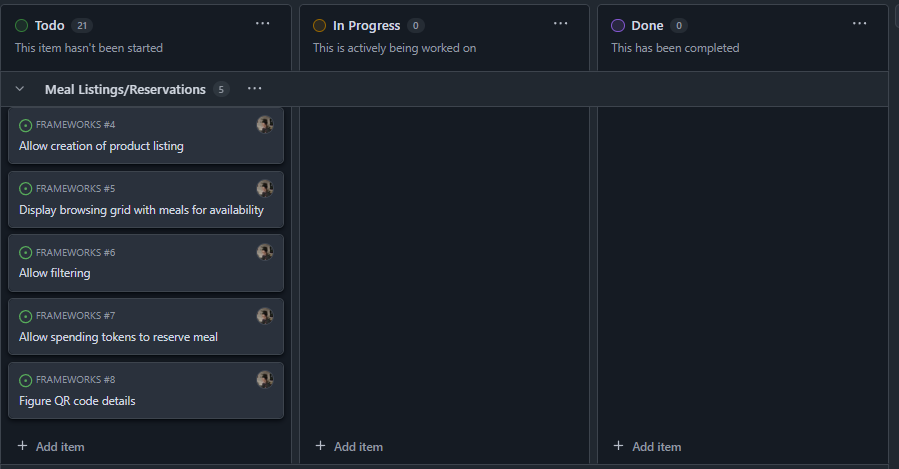 Todo 21
This item hasn't been started
In Progress 0
This is actively being worked on
Done 0
This has been completed
Meal Listings/Reservations 5
FRAMEWORKS #4
Allow creation of product listing
FRAMEWORKS #5
Display browsing grid with meals for availability
FRAMEWORKS #6
Allow filtering
FRAMEWORKS #7
Allow spending tokens to reserve meal
FRAMEWORKS #8
Figure QR code details
+ Add item
+ Add item
+ Add item